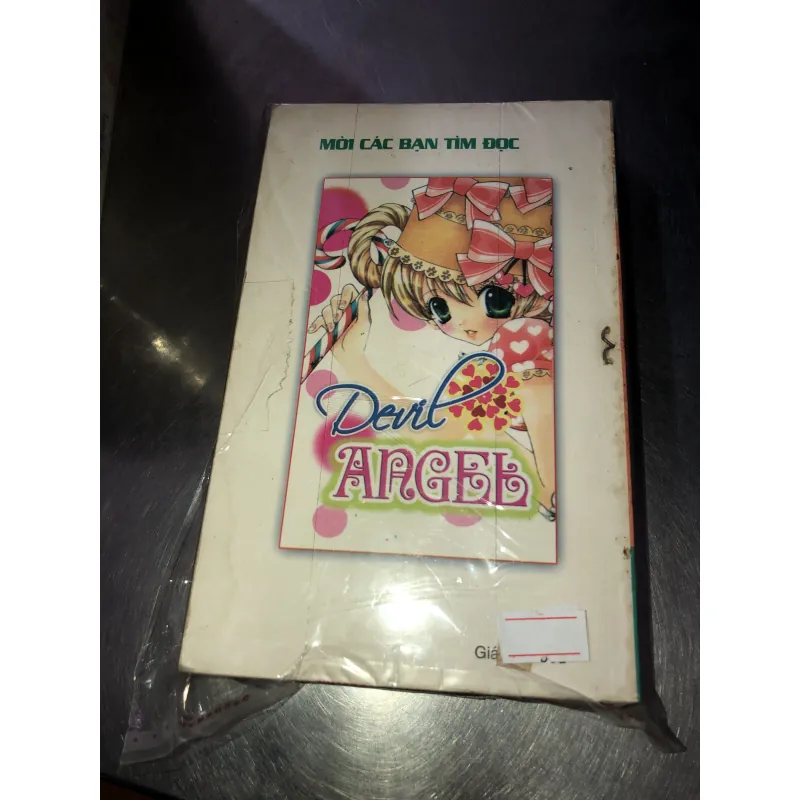 MỜI CÁC BẠN TÌM ĐỌC
Devil
ANGEL
Giá